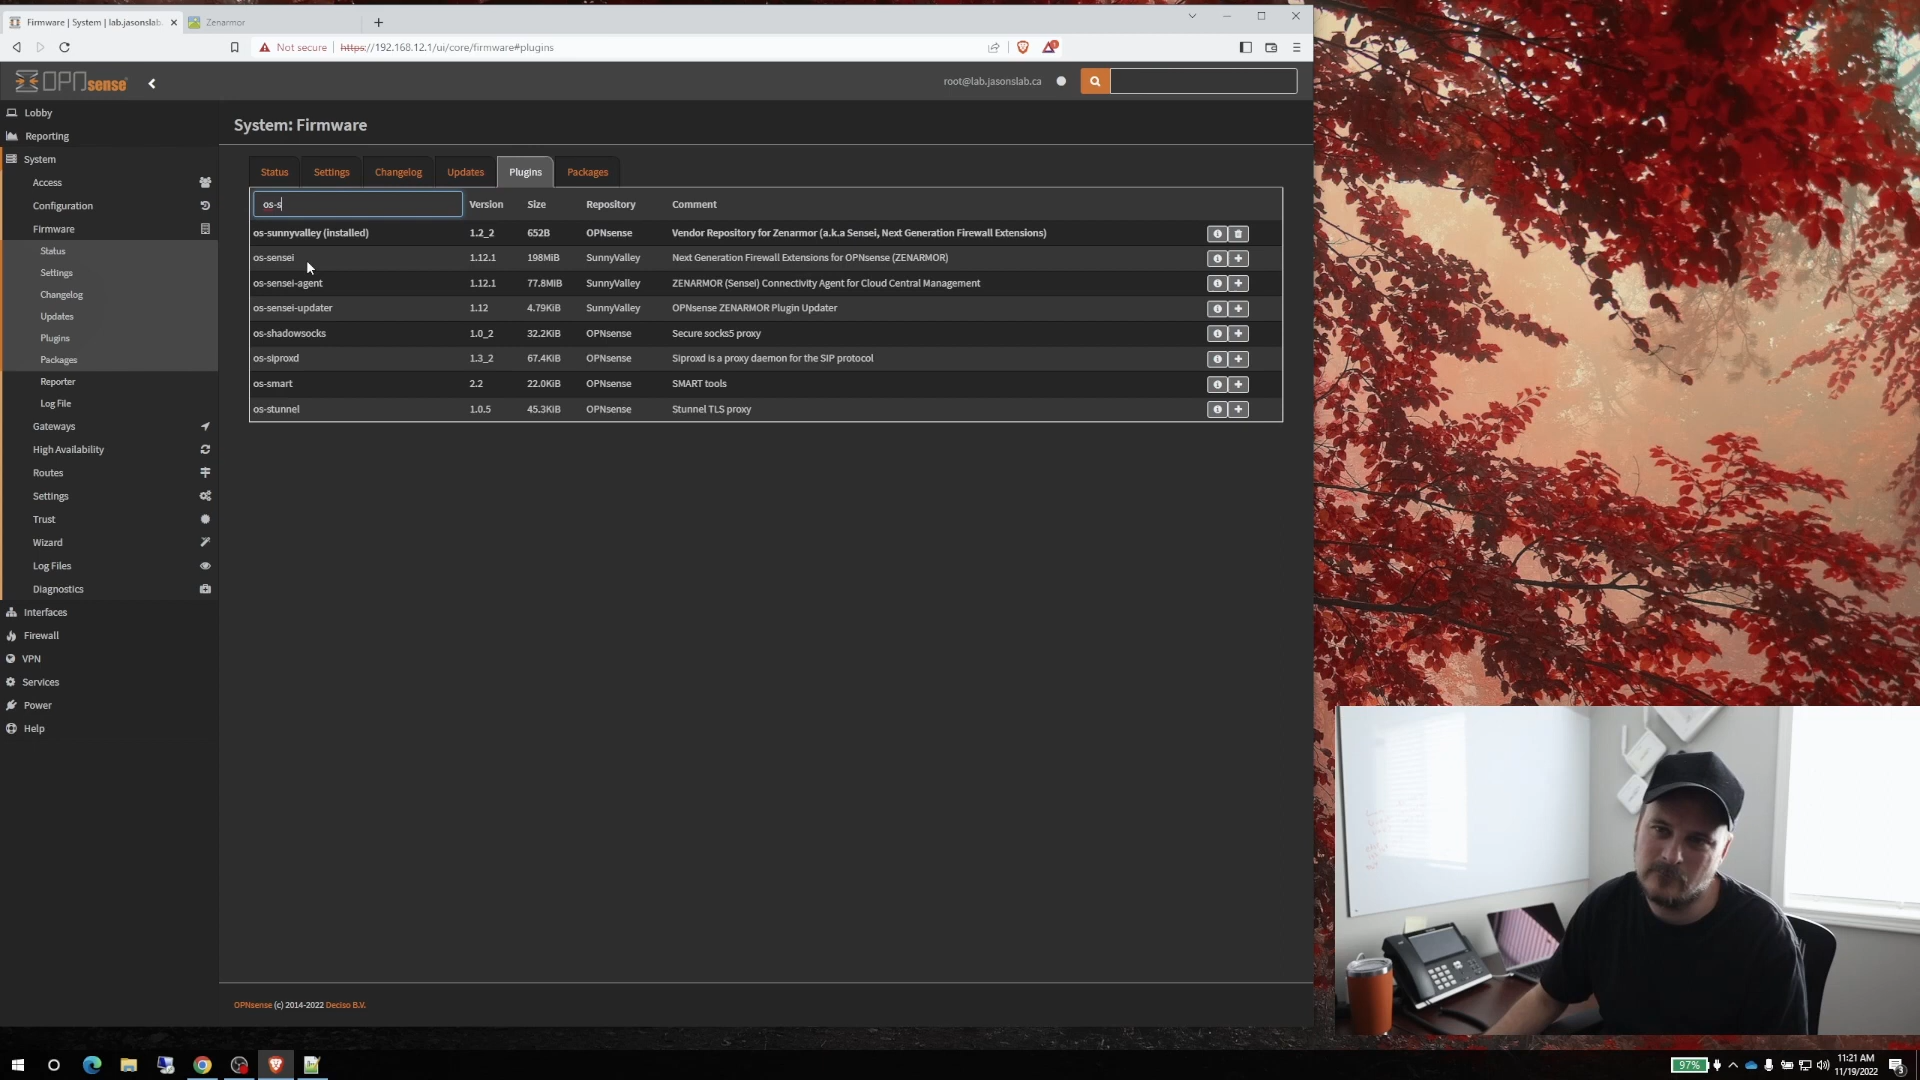 Firmware | System | lab.jasonslab.
Zenarmor
Not secure
https://192.168.12.1/ui/core/firmware#plugins
OPNsense
root@lab.jasonslab.ca
Lobby
Reporting
System
Access
Configuration
Firmware
Status
Settings
Changelog
Updates
Plugins
Packages
Reporter
Log File
Gateways
High Availability
Routes
Settings
Trust
Wizard
Log Files
Diagnostics
Interfaces
Firewall
VPN
Services
Power
Help
System: Firmware
Status Settings Changelog Updates Plugins Packages
os-s Version Size Repository Comment
os-sunnyvalley (installed) 1.2_2 652B OPNsense Vendor Repository for Zenarmor (a.k.a Sensei, Next Generation Firewall Extensions)
os-sensei 1.12.1 198MiB SunnyValley Next Generation Firewall Extensions for OPNsense (ZENARMOR)
os-sensei-agent 1.12.1 77.8MiB SunnyValley ZENARMOR (Sensei) Connectivity Agent for Cloud Central Management
os-sensei-updater 1.12 4.79KiB SunnyValley OPNsense ZENARMOR Plugin Updater
os-shadowsocks 1.0_2 32.2KiB OPNsense Secure socks5 proxy
os-siproxd 1.3_2 67.4KiB OPNsense Siproxd is a proxy daemon for the SIP protocol
os-smart 2.2 22.0KiB OPNsense SMART tools
os-stunnel 1.0.5 45.3KiB OPNsense Stunnel TLS proxy
OPNsense (c) 2014-2022 Deciso B.V.
97%
11:21 AM
11/19/2022